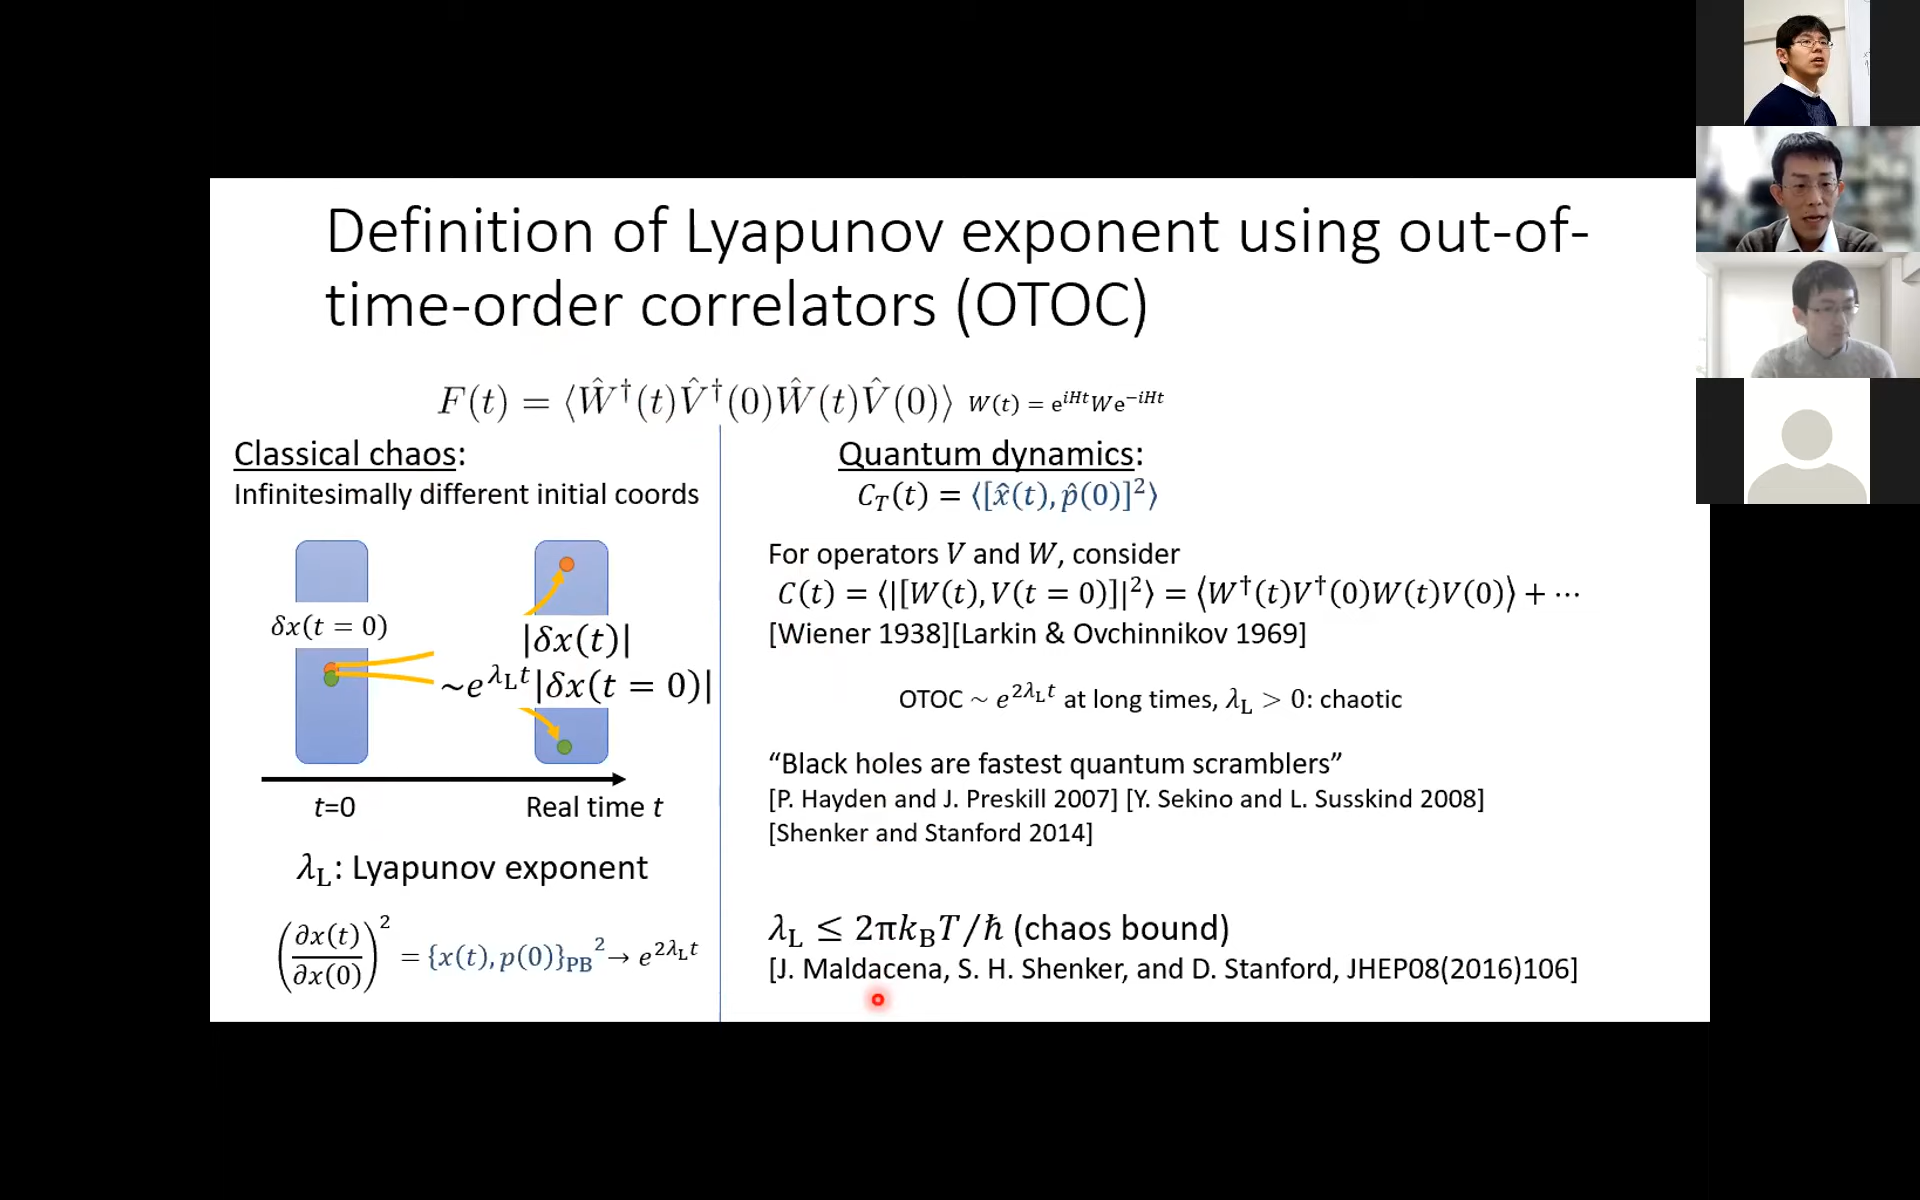 Definition of Lyapunov exponent using out-of-
time-order correlators (OTOC)
F(t) = ⟨Ŵ†(t)V̂†(0)Ŵ(t)V̂(0)⟩ W(t) = e^{iHt}We^{−iHt}
Classical chaos:
Infinitesimally different initial coords
δx(t = 0)
|δx(t)|
~e^{λ_L t}|δx(t = 0)|
t=0 Real time t
λ_L: Lyapunov exponent
(∂x(t)/∂x(0))² = {x(t), p(0)}_PB² → e^{2λ_L t}
Quantum dynamics:
C_T(t) = ⟨[x̂(t), p̂(0)]²⟩
For operators V and W, consider
C(t) = ⟨|[W(t), V(t = 0)]|²⟩ = ⟨W†(t)V†(0)W(t)V(0)⟩ + ⋯
[Wiener 1938][Larkin & Ovchinnikov 1969]
OTOC ~ e^{2λ_L t} at long times, λ_L > 0: chaotic
“Black holes are fastest quantum scramblers”
[P. Hayden and J. Preskill 2007] [Y. Sekino and L. Susskind 2008]
[Shenker and Stanford 2014]
λ_L ≤ 2πk_BT/ℏ (chaos bound)
[J. Maldacena, S. H. Shenker, and D. Stanford, JHEP08(2016)106]